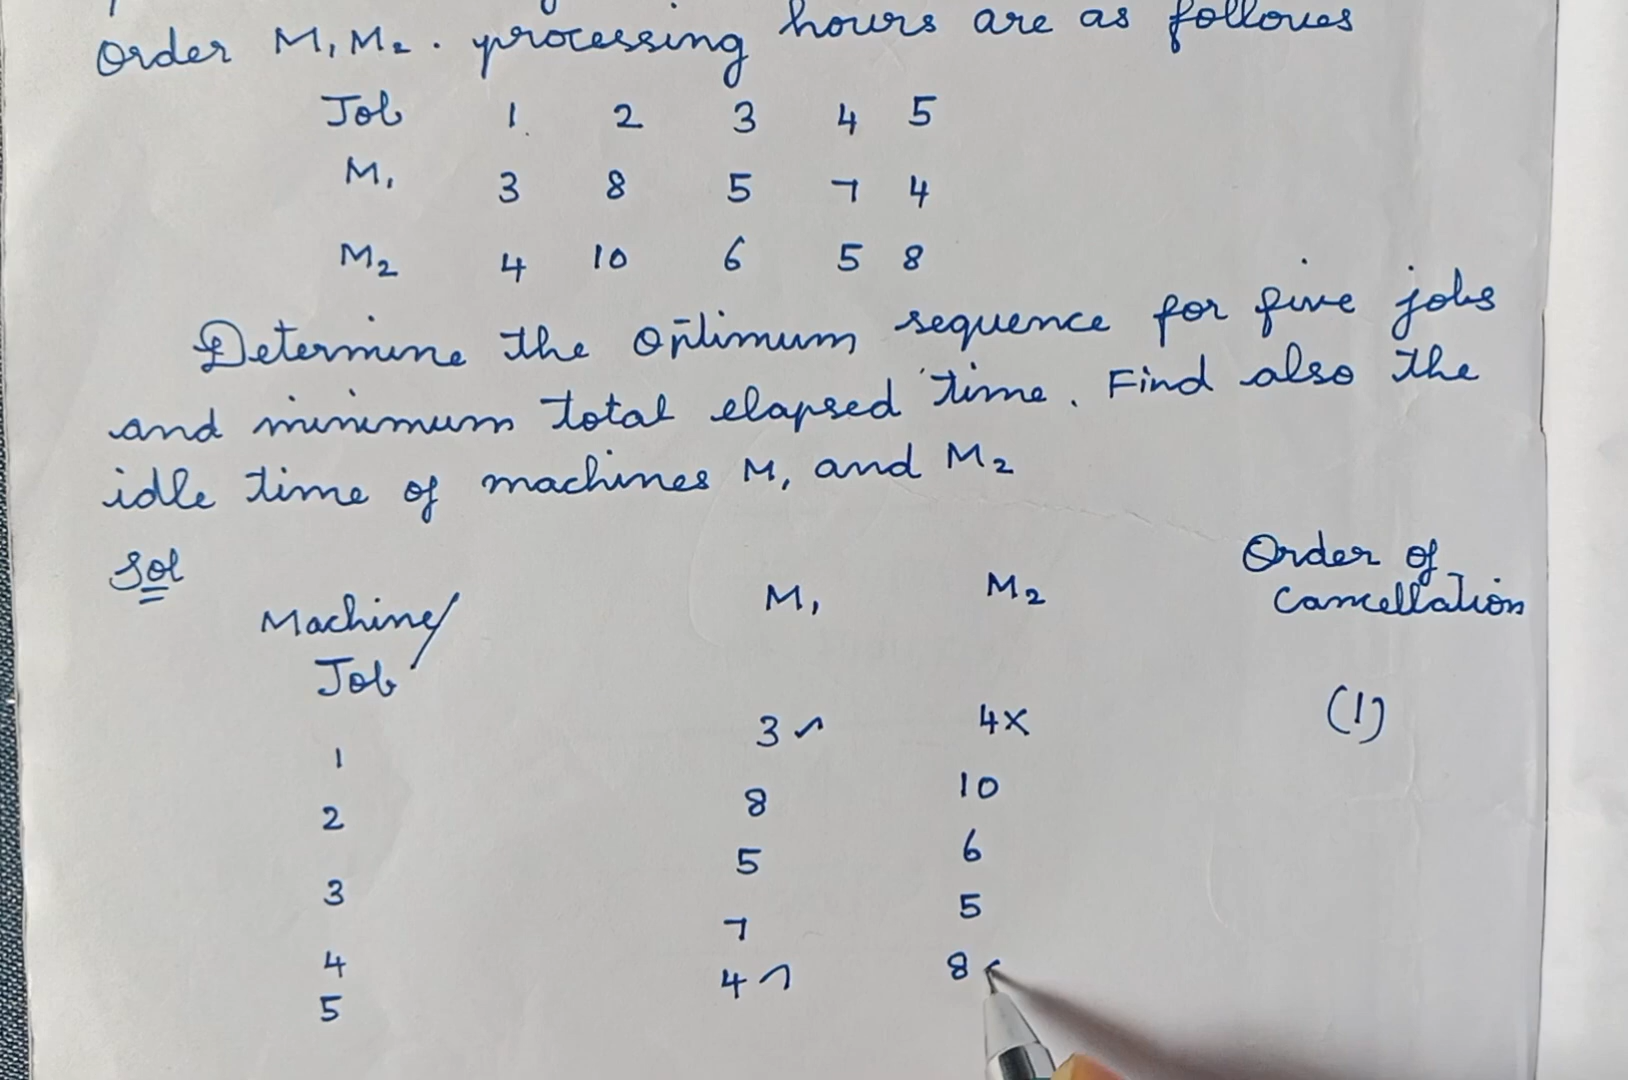 Order M₁ M₂. processing hours are as follows
Job 1 2 3 4 5
M₁ 3 8 5 7 4
M₂ 4 10 6 5 8
Determine the optimum sequence for five jobs
and minimum total elapsed time. Find also the
idle time of machines M₁ and M₂
Sol
Machine/ Job M₁ M₂ Order of Cancellation
1 3 ✓ 4x (1)
2 8 10
3 5 6
4 7 5
5 4 ✓ 8